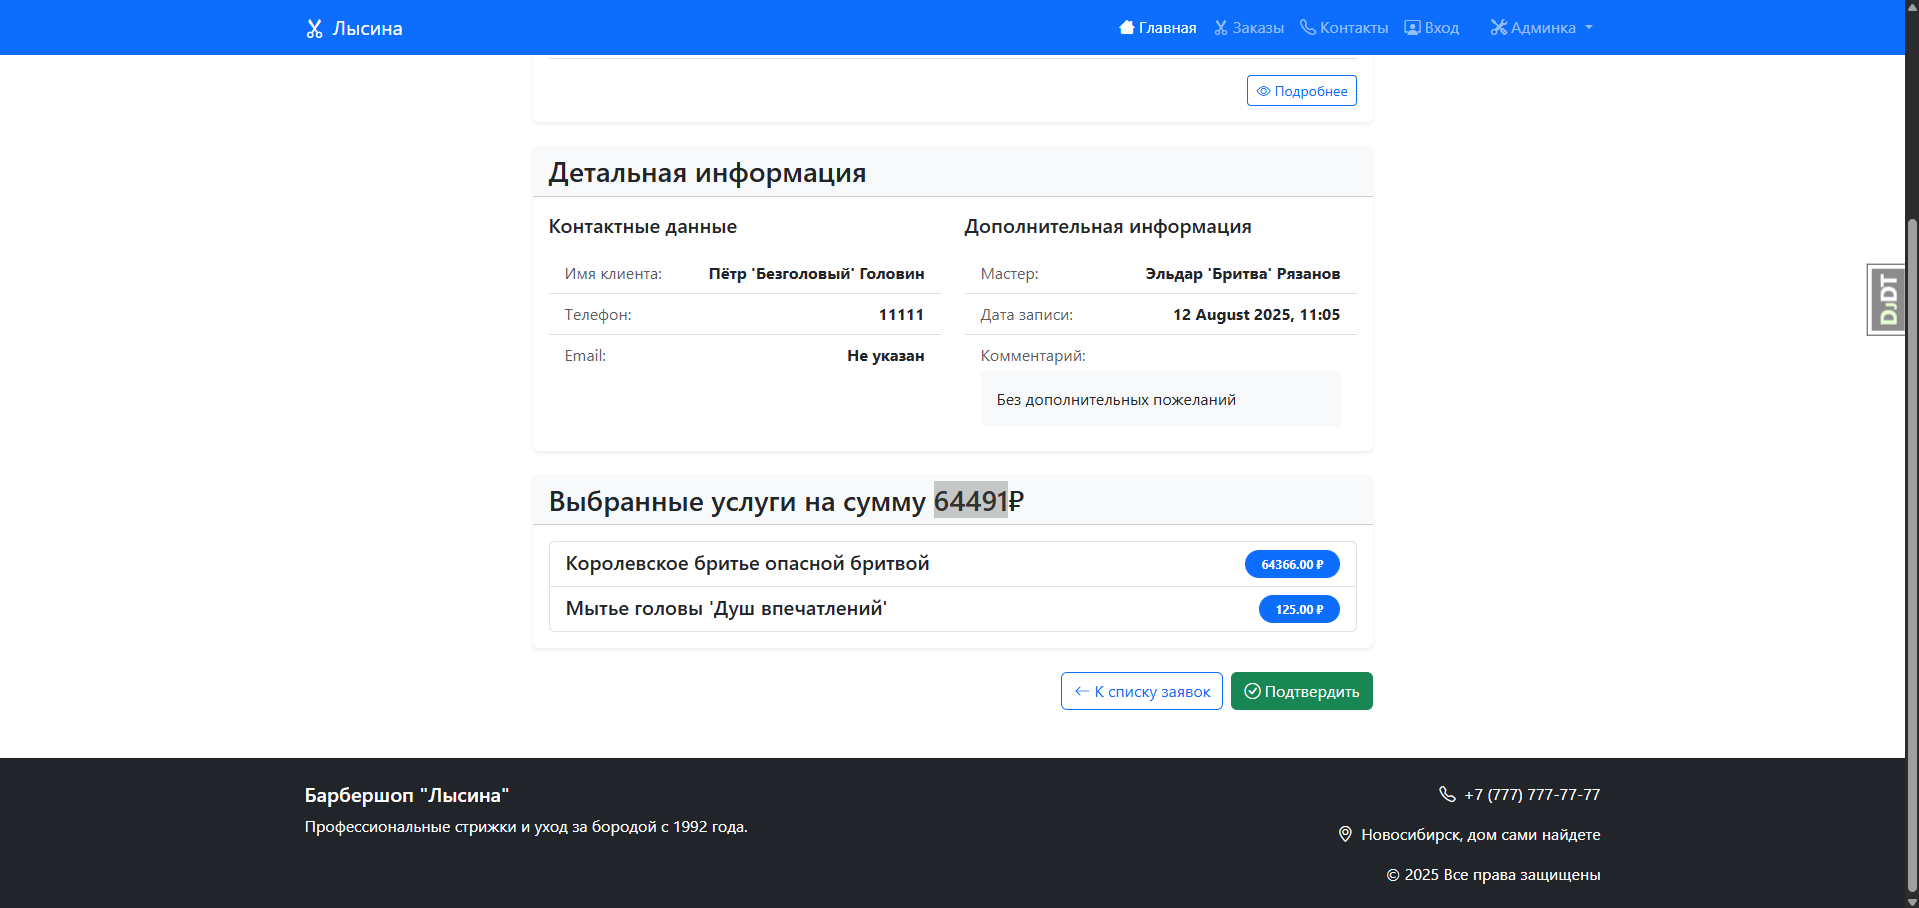 Лысина
Главная Заказы Контакты Вход Админка
Подробнее
Детальная информация
Контактные данные
Имя клиента: Пётр 'Безголовый' Головин
Телефон: 11111
Email: Не указан
Дополнительная информация
Мастер: Эльдар 'Бритва' Рязанов
Дата записи: 12 August 2025, 11:05
Комментарий:
Без дополнительных пожеланий
DJDT
Выбранные услуги на сумму 64491₽
Королевское бритье опасной бритвой 64366.00 ₽
Мытье головы 'Душ впечатлений' 125.00 ₽
← К списку заявок Подтвердить
Барбершоп "Лысина"
Профессиональные стрижки и уход за бородой с 1992 года.
+7 (777) 777-77-77
Новосибирск, дом сами найдете
© 2025 Все права защищены